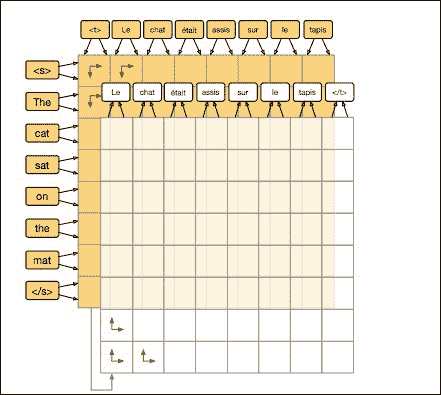 <t> Le chat était assis sur le tapis
<s>
Le chat était assis sur le tapis </t>
The
cat
sat
on
the
mat
</s>